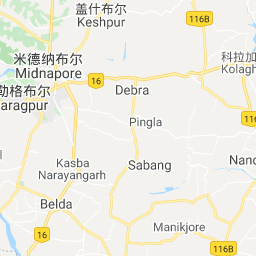 盖什布尔
Keshpur
116B
米德纳布尔
Midnapore
科拉加
Kolagh
16
Debra
勒格布尔
aragpur
116
Pingla
Kasba
Narayangarh
Sabang
Nand
Belda
16
Manikjore
116B